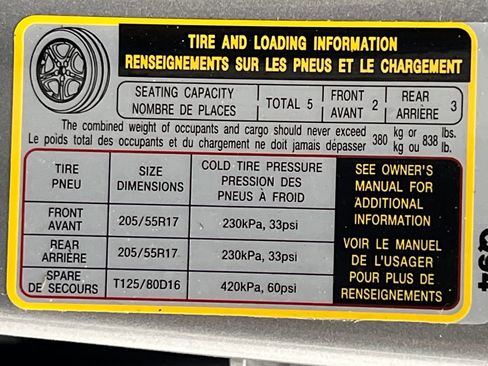 TIRE AND LOADING INFORMATION
RENSEIGNEMENTS SUR LES PNEUS ET LE CHARGEMENT
SEATING CAPACITY
NOMBRE DE PLACES
TOTAL 5
FRONT
AVANT 2
REAR
ARRIÈRE 3
The combined weight of occupants and cargo should never exceed 380 kg or 838 lbs.
Le poids total des occupants et du chargement ne doit jamais dépasser kg ou lb.
TIRE
PNEU
SIZE
DIMENSIONS
COLD TIRE PRESSURE
PRESSION DES
PNEUS À FROID
FRONT
AVANT
205/55R17
230kPa, 33psi
REAR
ARRIÈRE
205/55R17
230kPa, 33psi
SPARE
DE SECOURS
T125/80D16
420kPa, 60psi
SEE OWNER'S
MANUAL FOR
ADDITIONAL
INFORMATION
VOIR LE MANUEL
DE L'USAGER
POUR PLUS DE
RENSEIGNEMENTS